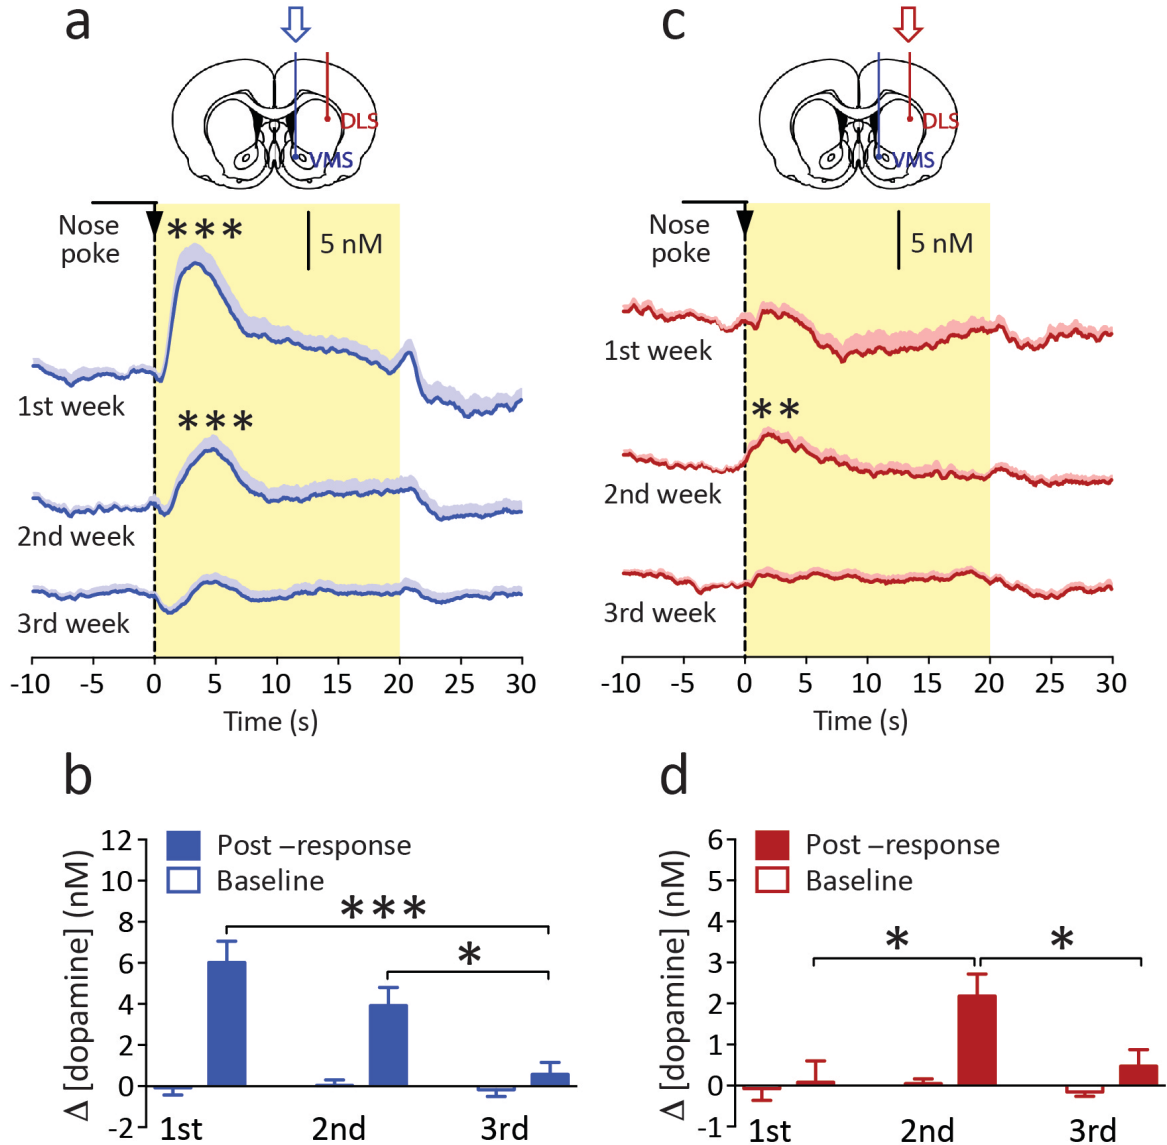 a
DLS
VMS
Nose
poke
***
5 nM
1st week
***
2nd week
3rd week
-10 -5 0 5 10 15 20 25 30
Time (s)
c
DLS
VMS
Nose
poke
5 nM
1st week
**
2nd week
3rd week
-10 -5 0 5 10 15 20 25 30
Time (s)
b
Δ [dopamine] (nM)
12
10
8
6
4
2
0
-2
Post –response
Baseline
***
*
1st 2nd 3rd
d
Δ [dopamine] (nM)
6
5
4
3
2
1
0
-1
Post –response
Baseline
* *
1st 2nd 3rd